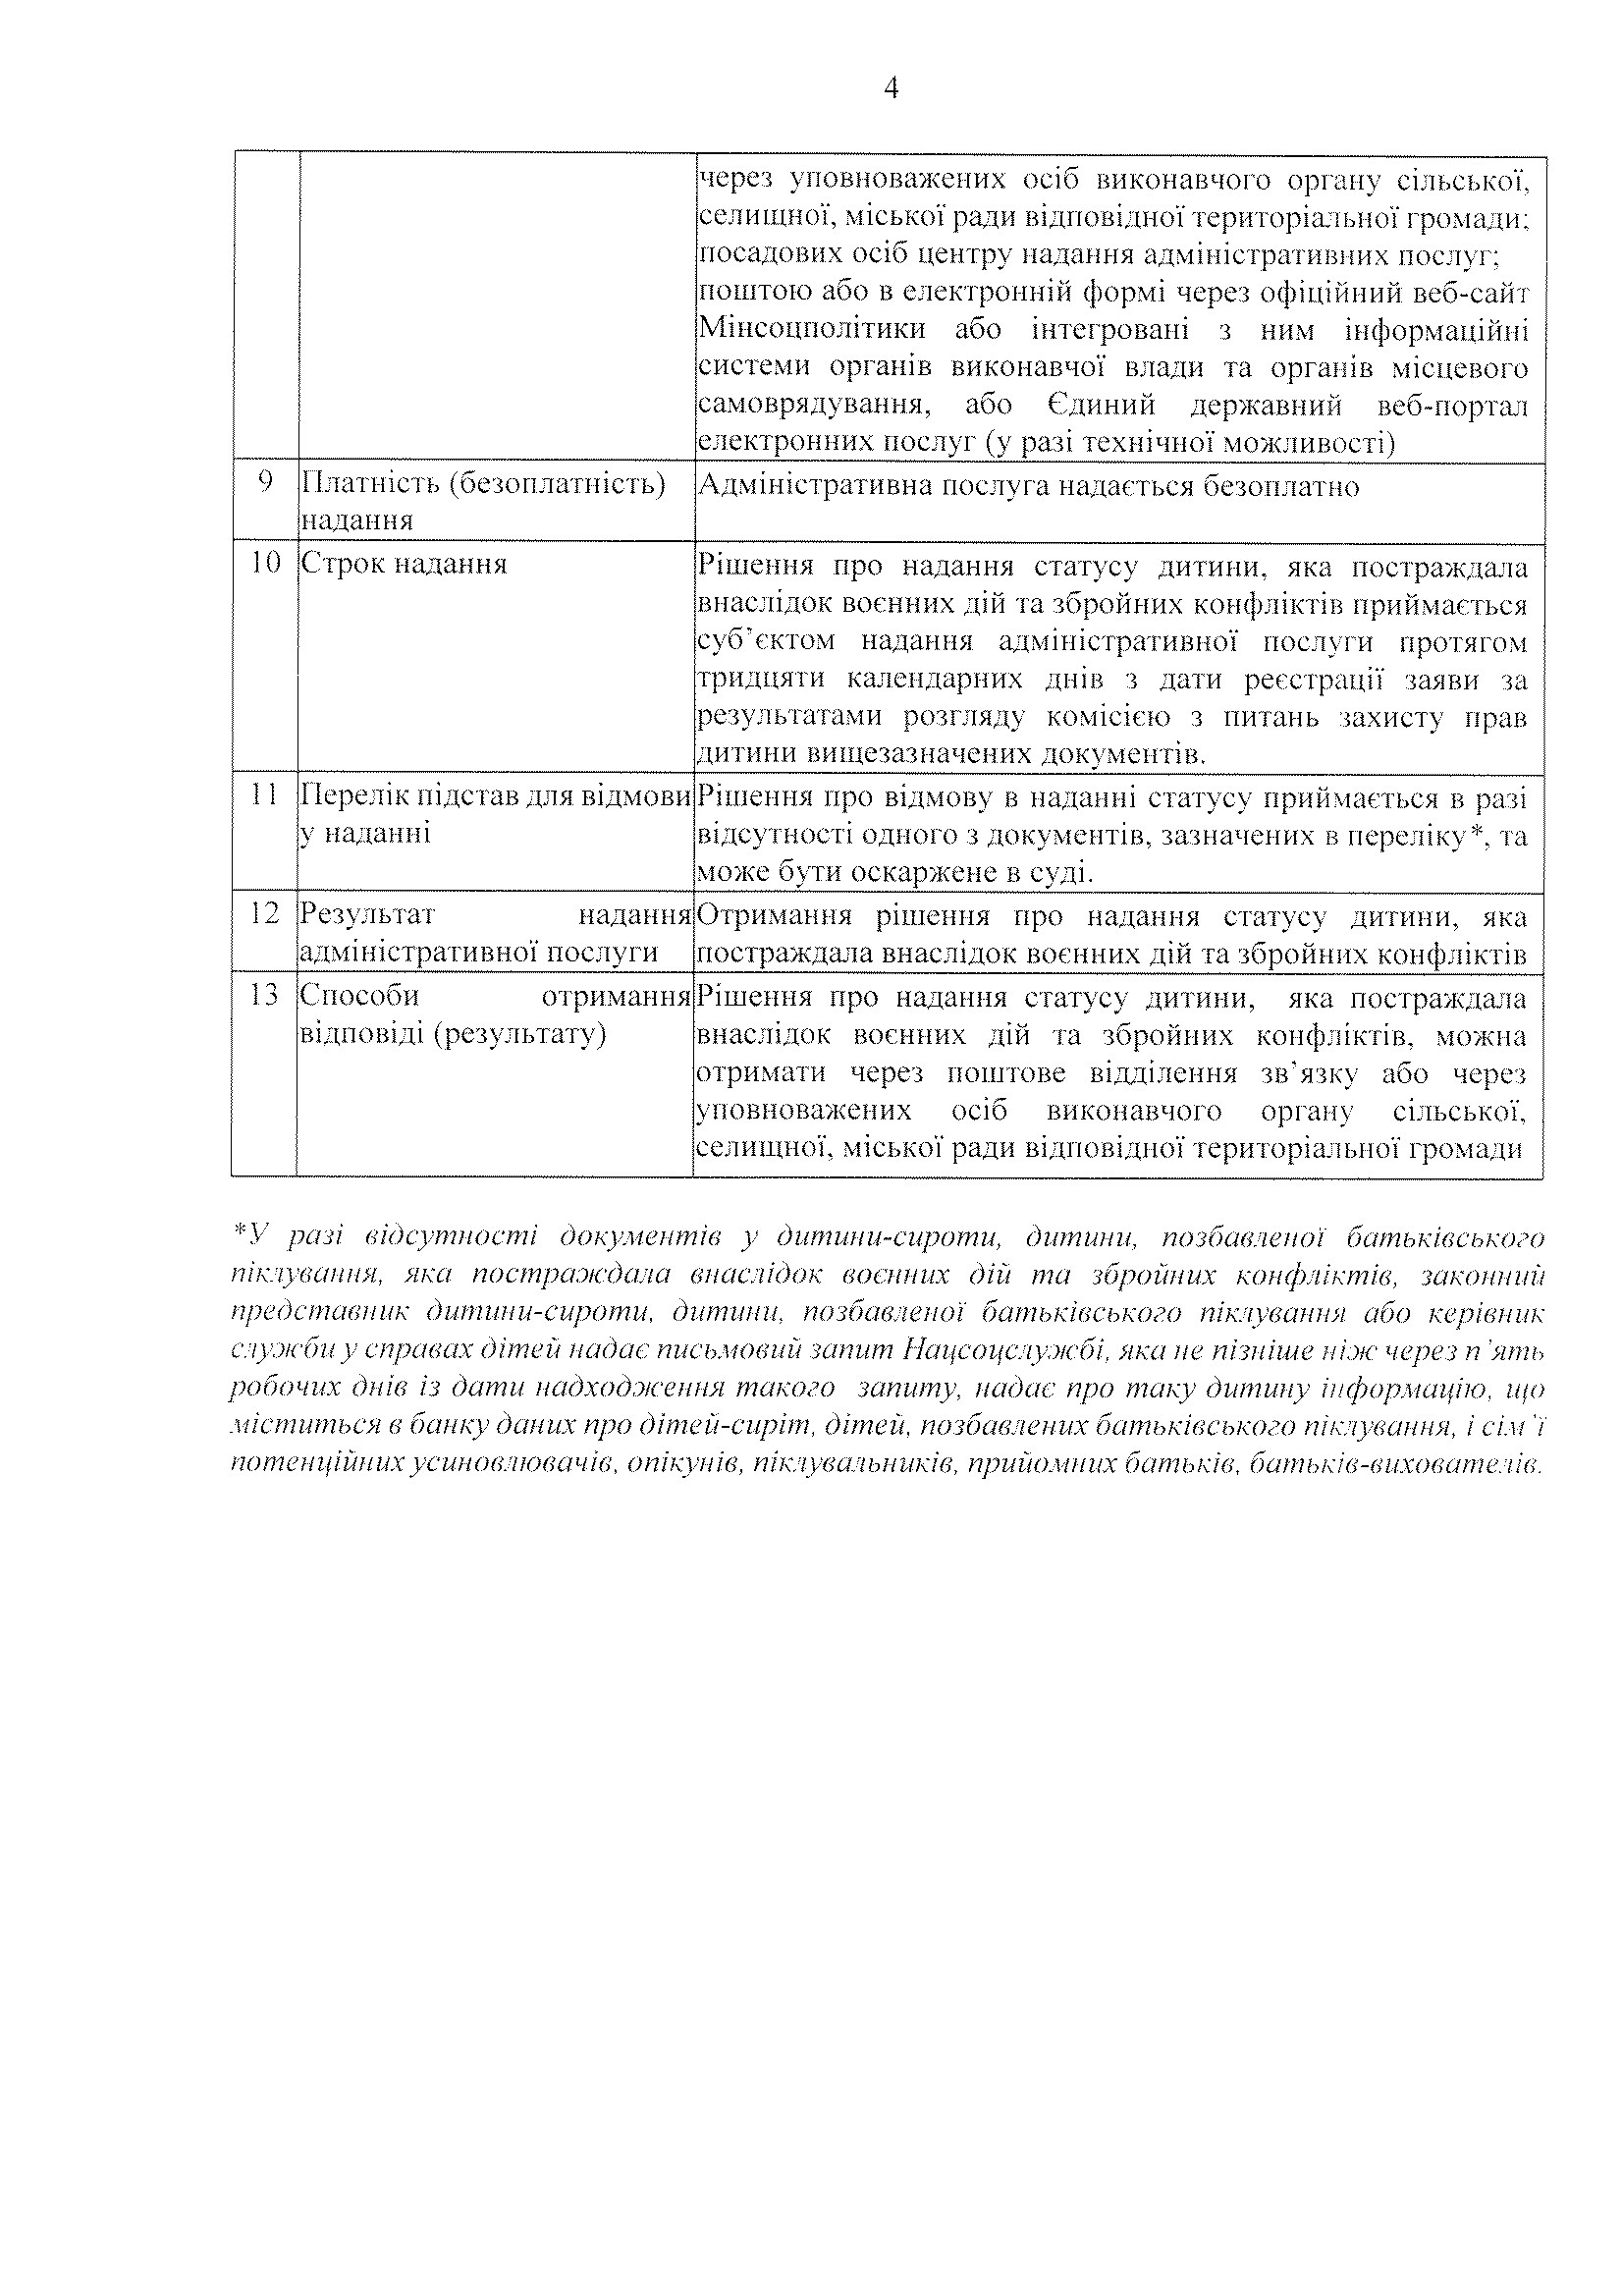 4
через уповноважених осіб виконавчого органу сільської,
селищної, міської ради відповідної територіальної громади;
посадових осіб центру надання адміністративних послуг;
поштою або в електронній формі через офіційний веб-сайт
Мінсоцполітики або інтегровані з ним інформаційні
системи органів виконавчої влади та органів місцевого
самоврядування, або Єдиний державний веб-портал
електронних послуг (у разі технічної можливості)
9 Платність (безоплатність) Адміністративна послуга надається безоплатно
надання
10 Строк надання Рішення про надання статусу дитини, яка постраждала
внаслідок воєнних дій та збройних конфліктів приймається
суб'єктом надання адміністративної послуги протягом
тридцяти календарних днів з дати реєстрації заяви за
результатами розгляду комісією з питань захисту прав
дитини вищезазначених документів.
11 Перелік підстав для відмови Рішення про відмову в наданні статусу приймається в разі
у наданні відсутності одного з документів, зазначених в переліку*, та
може бути оскаржене в суді.
12 Результат надання Отримання рішення про надання статусу дитини, яка
адміністративної послуги постраждала внаслідок воєнних дій та збройних конфліктів
13 Способи отримання Рішення про надання статусу дитини, яка постраждала
відповіді (результату) внаслідок воєнних дій та збройних конфліктів, можна
отримати через поштове відділення зв'язку або через
уповноважених осіб виконавчого органу сільської,
селищної, міської ради відповідної територіальної громади
*У разі відсутності документів у дитини-сироти, дитини, позбавленої батьківського
піклування, яка постраждала внаслідок воєнних дій та збройних конфліктів, законний
представник дитини-сироти, дитини, позбавленої батьківського піклування або керівник
служби у справах дітей надає письмовий запит Нацсоцслужбі, яка не пізніше ніж через п'ять
робочих днів із дати надходження такого запиту, надає про таку дитину інформацію, що
міститься в банку даних про дітей-сиріт, дітей, позбавлених батьківського піклування, і сім'ї
потенційних усиновлювачів, опікунів, піклувальників, прийомних батьків, батьків-вихователів.